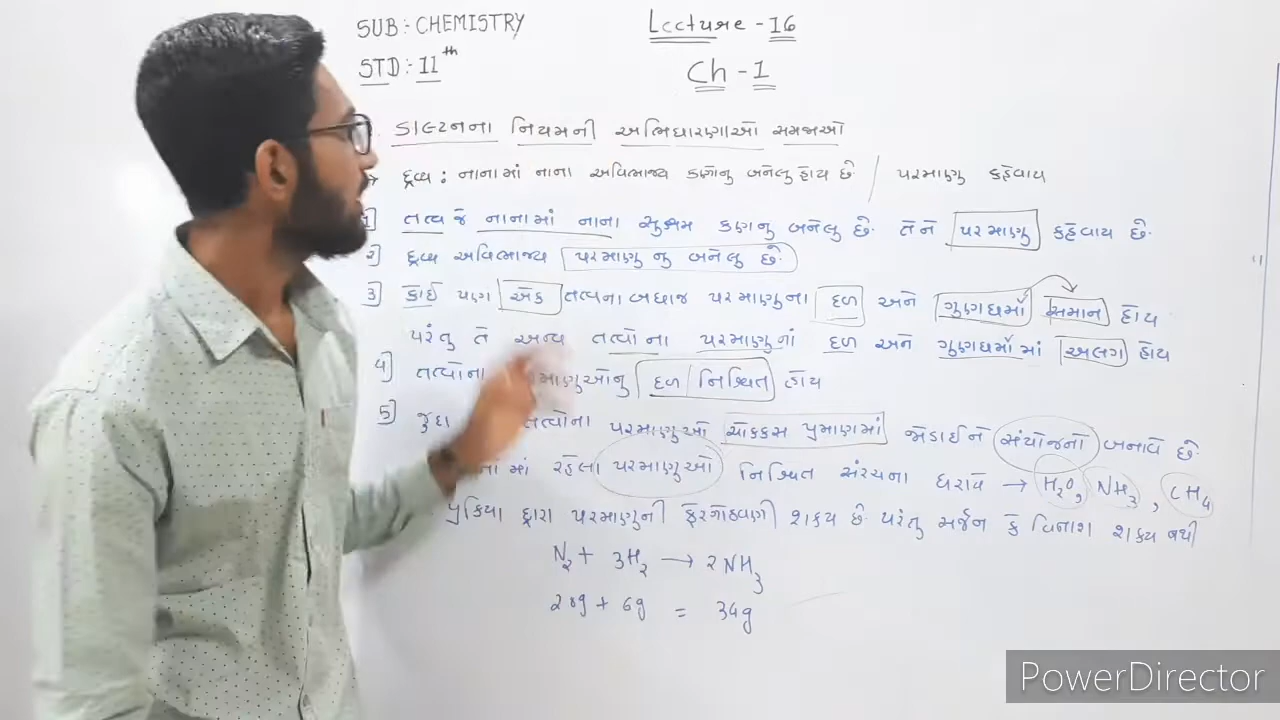 SUB : CHEMISTRY
Lecture - 16
STD : 11th
Ch - 1
ડાલ્ટનના નિયમની અભિધારણાઓ સમજાઓ
દ્રવ્ય : નાનામાં નાના અવિભાજ્ય કણોનુ બનેલુ હોય છે / પરમાણુ કહેવાય
1] તત્વ જે નાનામાં નાના સુક્ષ્મ કણનુ બનેલુ છે. તેને પરમાણુ કહેવાય છે.
૨] દ્રવ્ય અવિભાજ્ય પરમાણુ નુ બનેલુ છે.
3 કોઈ પણ એક તત્વના બધાજ પરમાણુના દળ અને ગુણધર્મો સમાન હોય
પરંતુ તે અન્ય તત્વોના પરમાણુનાં દળ અને ગુણધર્મોમાં અલગ હોય
4] તત્વોના માણુઓનુ દળ/નિશ્ચિત હોય
5] જુદા તત્વોના પરમાણુઓ ચોકકસ પ્રમાણમાં જોડાઈને સંયોજનો બનાવે છે.
માં રહેલા પરમાણુઓ નિશ્ચિત સંરચના ધરાવે → H2O, NH3, CH4
પ્રક્રિયા દ્વારા પરમાણુની ફેરગોઠવણી શકય છે. પરંતુ સર્જન કે વિનાશ શકય નથી
N2 + 3H2 → 2NH3
28g + 6g = 34g
PowerDirector